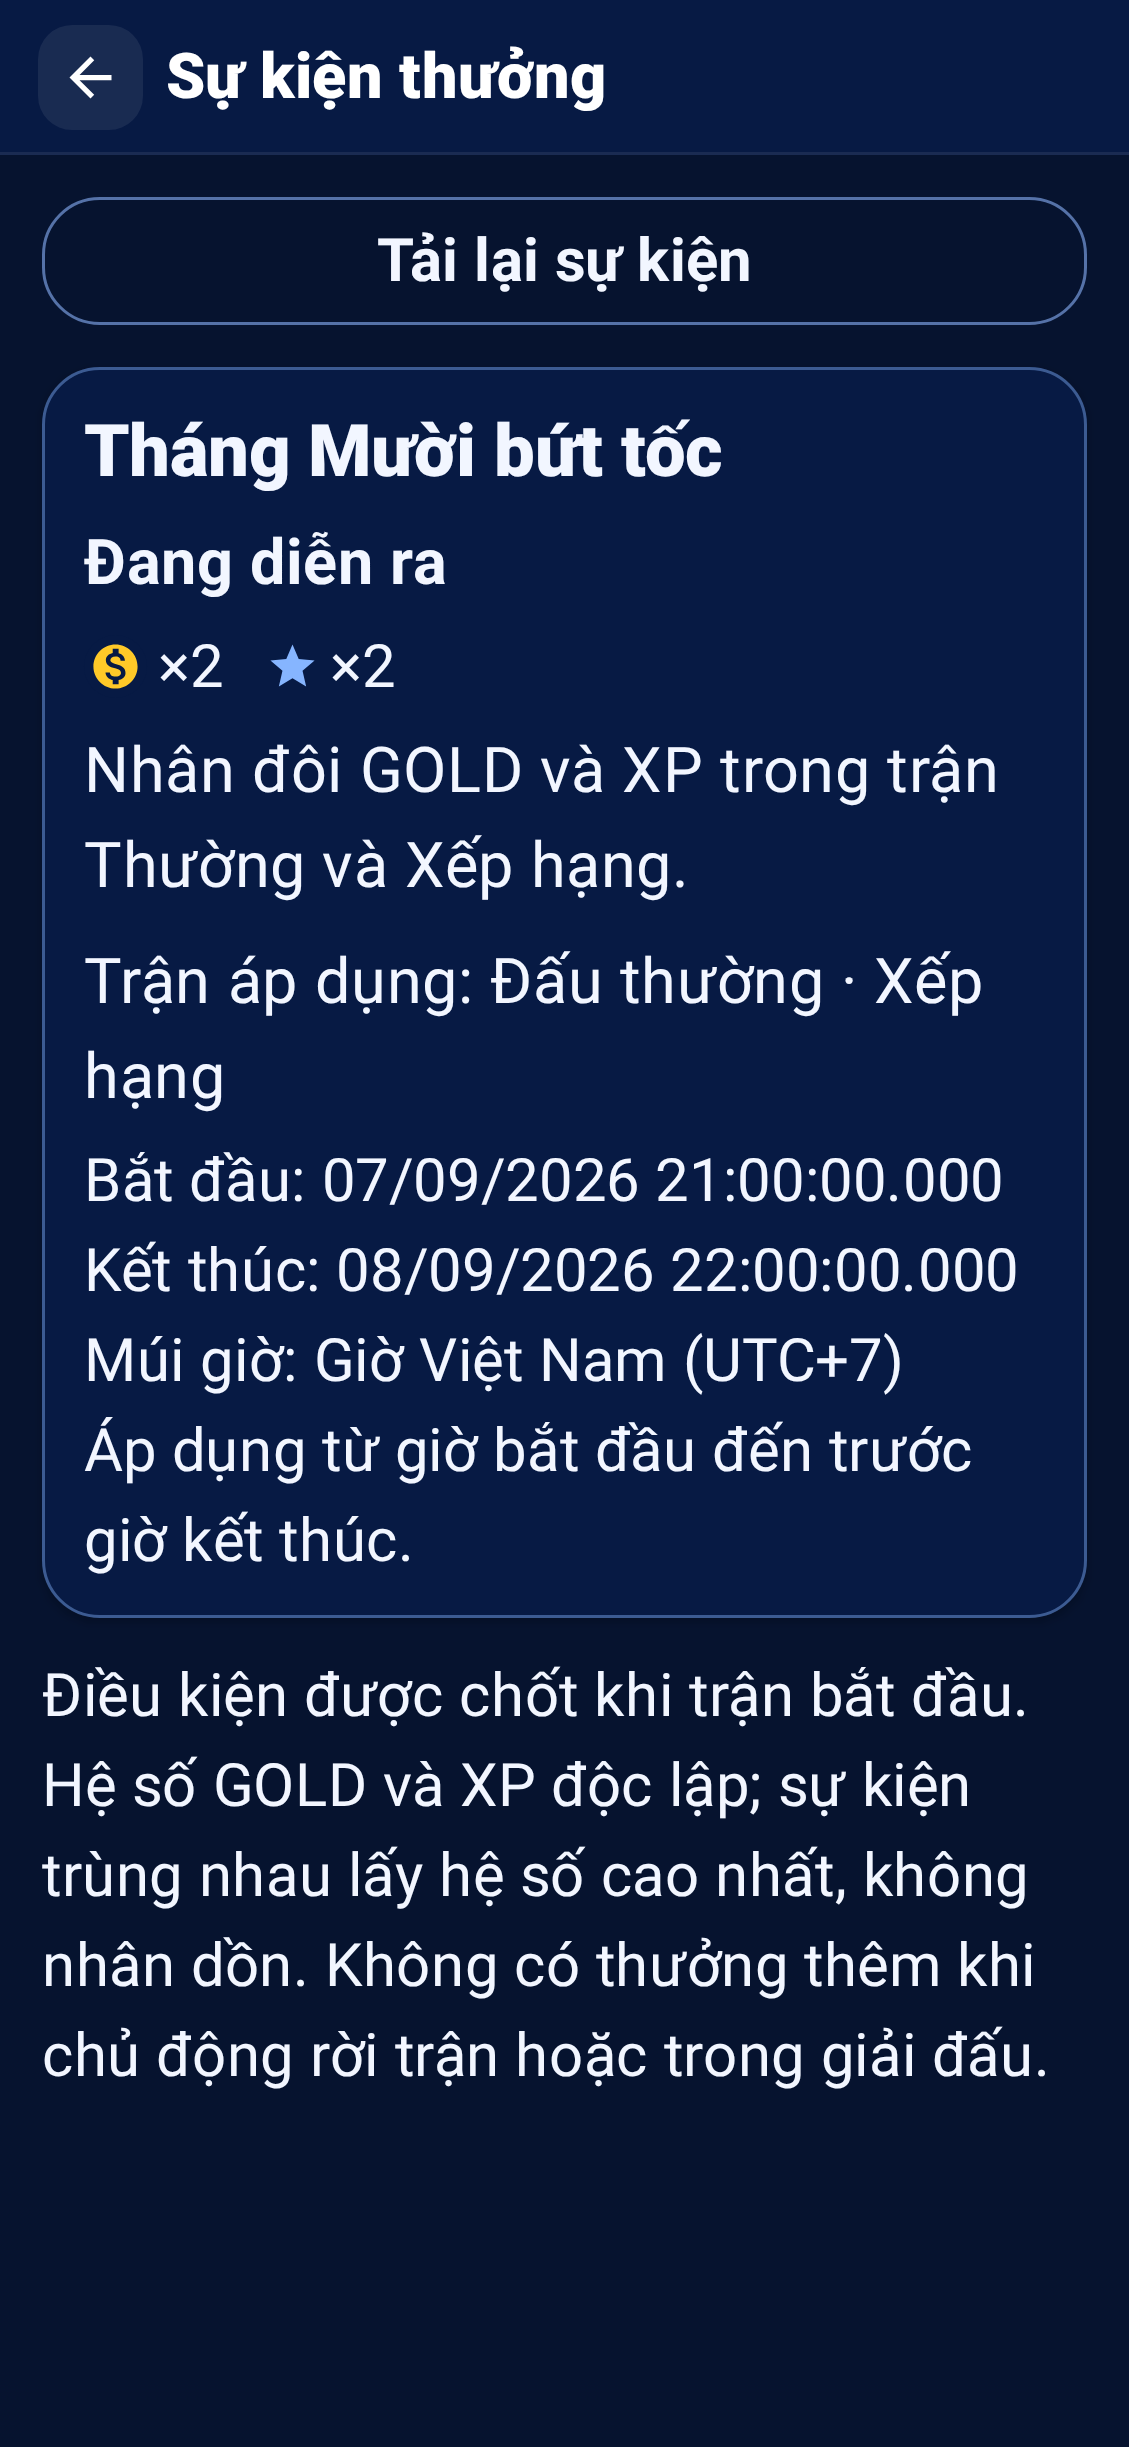 Sự kiện thưởng
Tải lại sự kiện
Tháng Mười bứt tốc
Đang diễn ra
×2 ×2
Nhân đôi GOLD và XP trong trận
Thường và Xếp hạng.
Trận áp dụng: Đấu thường · Xếp
hạng
Bắt đầu: 07/09/2026 21:00:00.000
Kết thúc: 08/09/2026 22:00:00.000
Múi giờ: Giờ Việt Nam (UTC+7)
Áp dụng từ giờ bắt đầu đến trước
giờ kết thúc.
Điều kiện được chốt khi trận bắt đầu.
Hệ số GOLD và XP độc lập; sự kiện
trùng nhau lấy hệ số cao nhất, không
nhân dồn. Không có thưởng thêm khi
chủ động rời trận hoặc trong giải đấu.